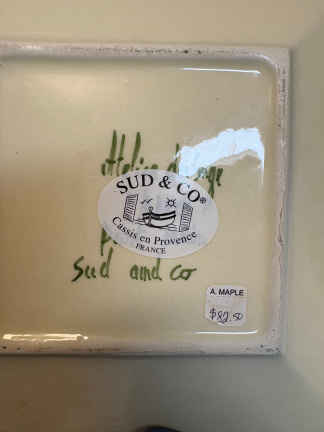 SUD & CO®
Cassis en Provence
FRANCE
Sud and co
A. MAPLE
$82.50